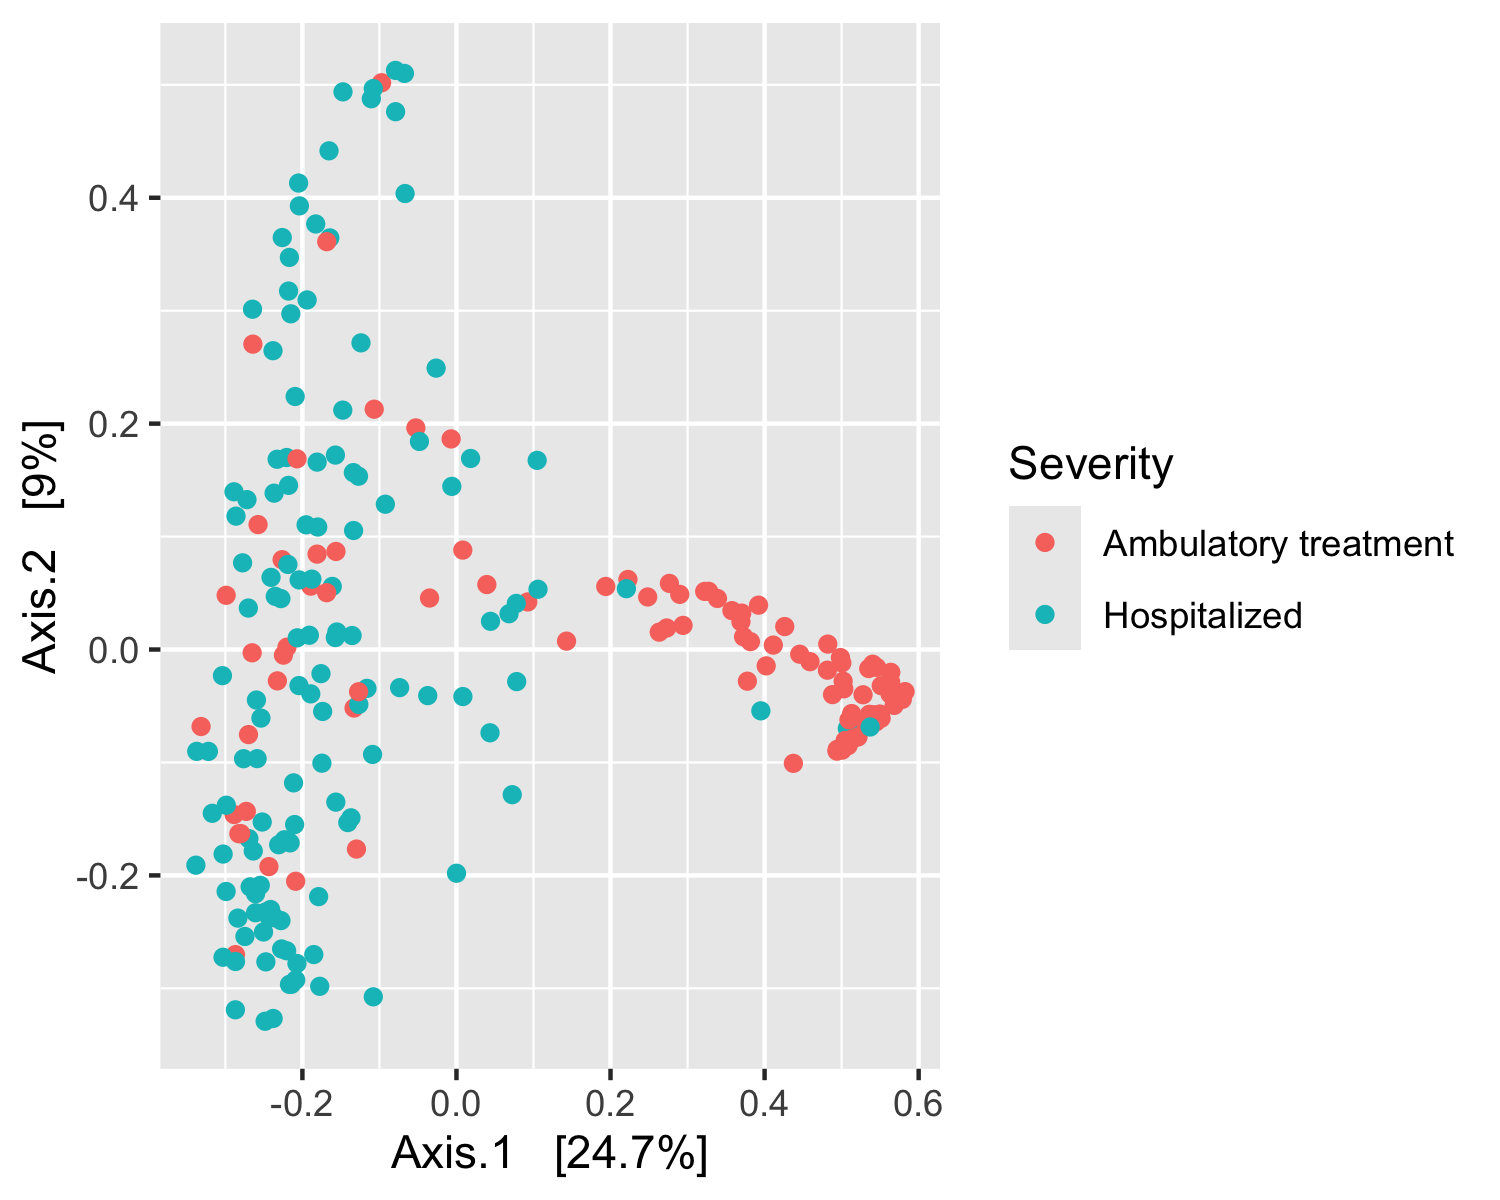 0.4
0.2
0.0
-0.2
Axis.2 [9%]
-0.2 0.0 0.2 0.4 0.6
Axis.1 [24.7%]
Severity
Ambulatory treatment
Hospitalized